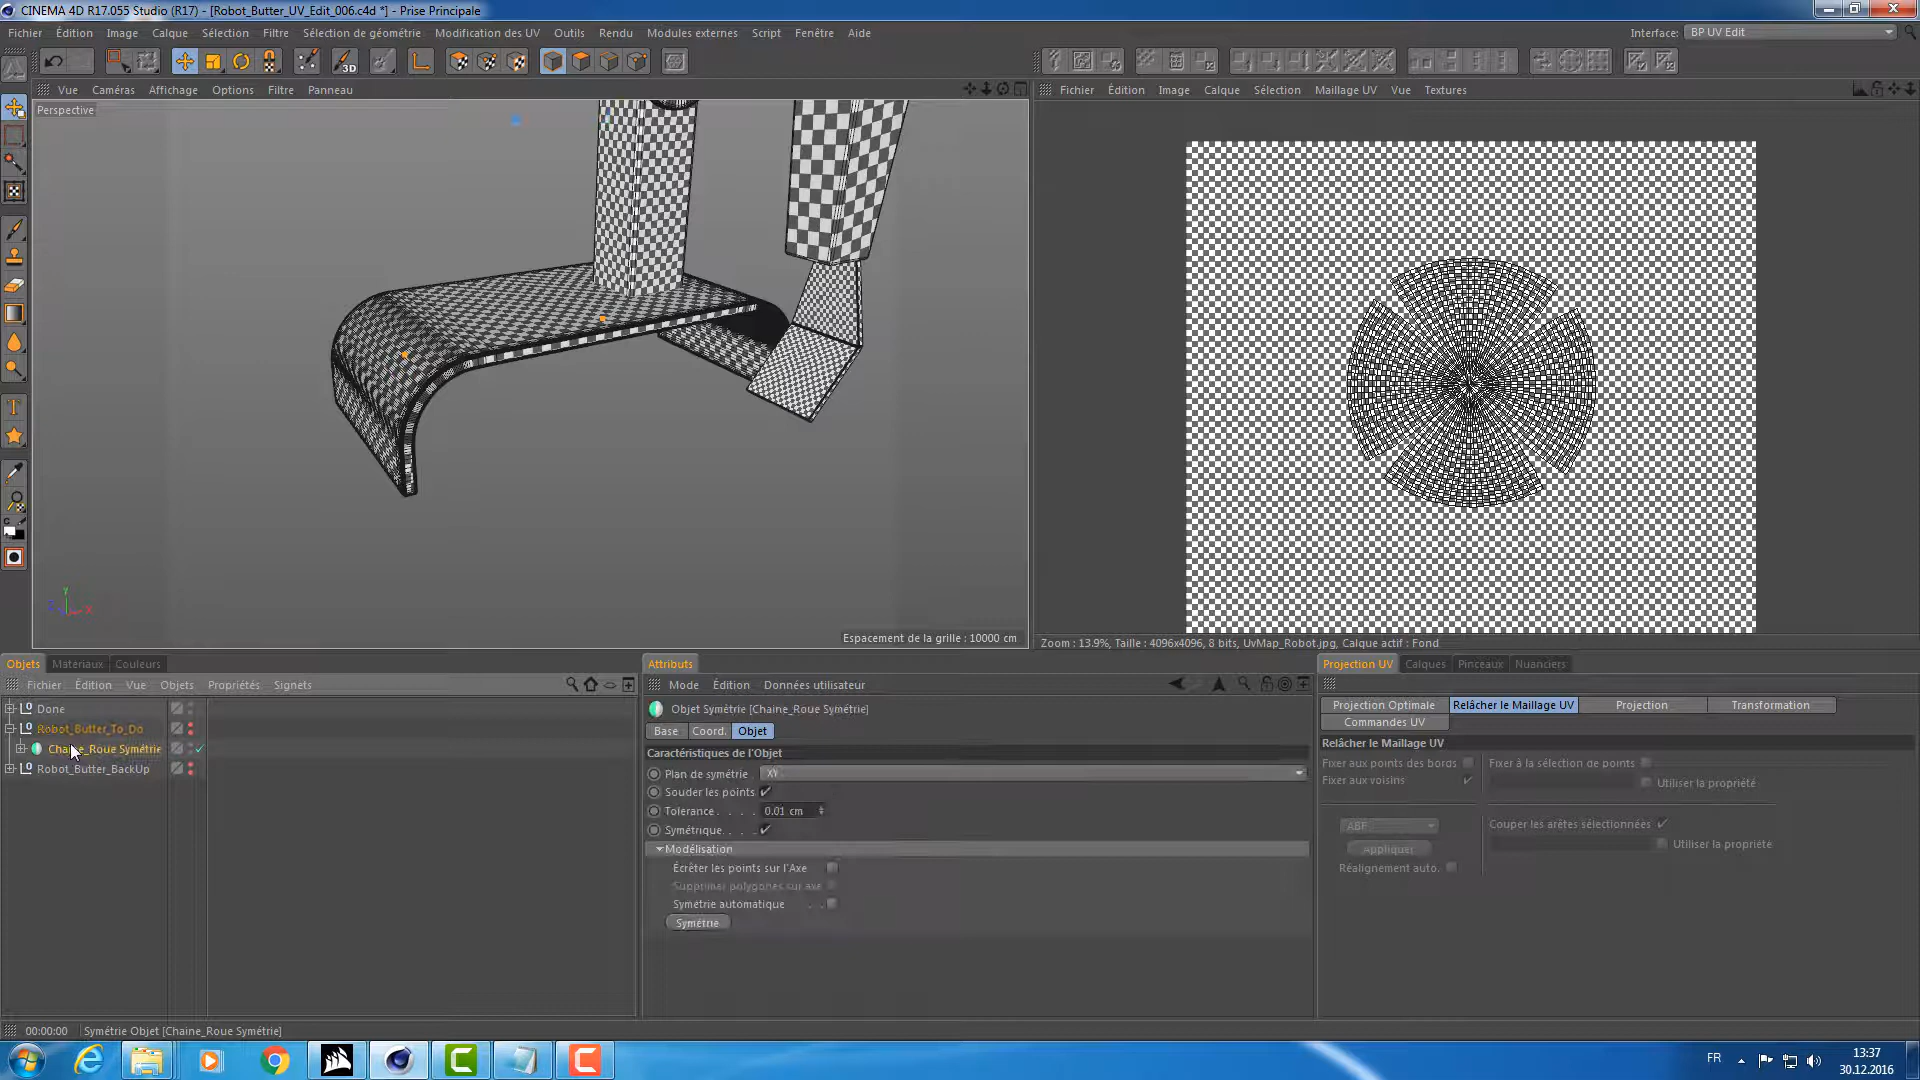 CINEMA 4D R17.055 Studio (R17) - [Robot_Butter_UV_Edit_006.c4d *] - Prise Principale
Fichier Édition Image Calque Sélection Filtre Sélection de géométrie Modification des UV Outils Rendu Modules externes Script Fenêtre Aide
Interface: BP UV Edit
Vue Caméras Affichage Options Filtre Panneau
Fichier Édition Image Calque Sélection Maillage UV Vue Textures
Perspective
Espacement de la grille : 10000 cm
Zoom : 13.9%, Taille : 4096x4096, 8 bits, UvMap_Robot.jpg, Calque actif : Fond
Objets Matériaux Couleurs
Fichier Édition Vue Objets Propriétés Signets
Done
Robot_Butter_To_Do
Chaine_Roue Symétrie
Robot_Butter_BackUp
Attributs
Mode Édition Données utilisateur
Objet Symétrie [Chaine_Roue Symétrie]
Base Coord. Objet
Caractéristiques de l'Objet
Plan de symétrie XY
Souder les points
Tolerance . . . . 0.01 cm
Symétrique . . .
Modélisation
Écrêter les points sur l'Axe
Supprimer polygones sur axe
Symétrie automatique . .
Symétrie
Projection UV Calques Pinceaux Nuanciers
Projection Optimale Relâcher le Maillage UV Projection Transformation
Commandes UV
Relâcher le Maillage UV
Fixer aux points des bords Fixer à la sélection de points
Fixer aux voisins Utiliser la propriété
ABF Couper les arêtes sélectionnées
Appliquer Utiliser la propriété
Réalignement auto.
00:00:00 Symétrie Objet [Chaine_Roue Symétrie]
FR
13:37
30.12.2016